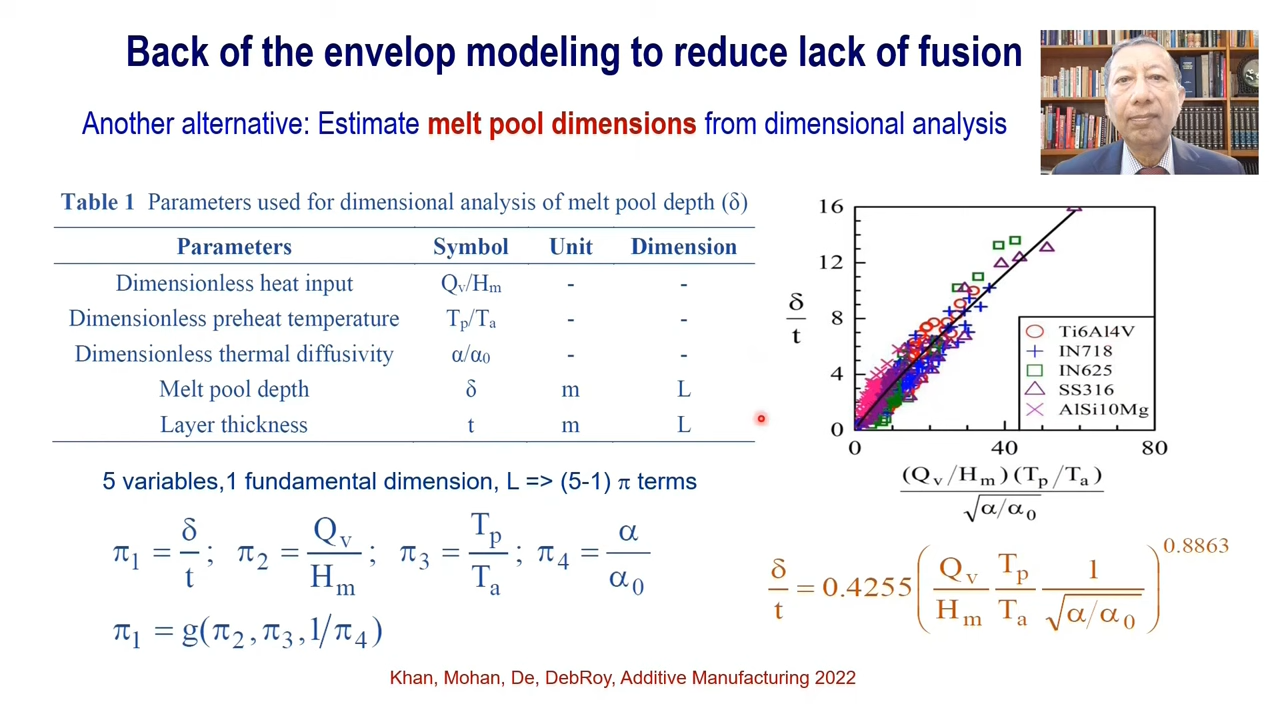 Back of the envelop modeling to reduce lack of fusion
Another alternative: Estimate melt pool dimensions from dimensional analysis
Table 1 Parameters used for dimensional analysis of melt pool depth (δ)
Parameters Symbol Unit Dimension
Dimensionless heat input Qv/Hm - -
Dimensionless preheat temperature Tp/Ta - -
Dimensionless thermal diffusivity α/α0 - -
Melt pool depth δ m L
Layer thickness t m L
5 variables,1 fundamental dimension, L => (5-1) π terms
π1 = δ/t; π2 = Qv/Hm; π3 = Tp/Ta; π4 = α/α0
π1 = g(π2, π3, 1/π4)
16
12
8
4
0
δ/t
Ti6Al4V
IN718
IN625
SS316
AlSi10Mg
0 40 80
(Qv/Hm)(Tp/Ta)
√α/α0
δ/t = 0.4255 (Qv/Hm Tp/Ta 1/√α/α0)^0.8863
Khan, Mohan, De, DebRoy, Additive Manufacturing 2022